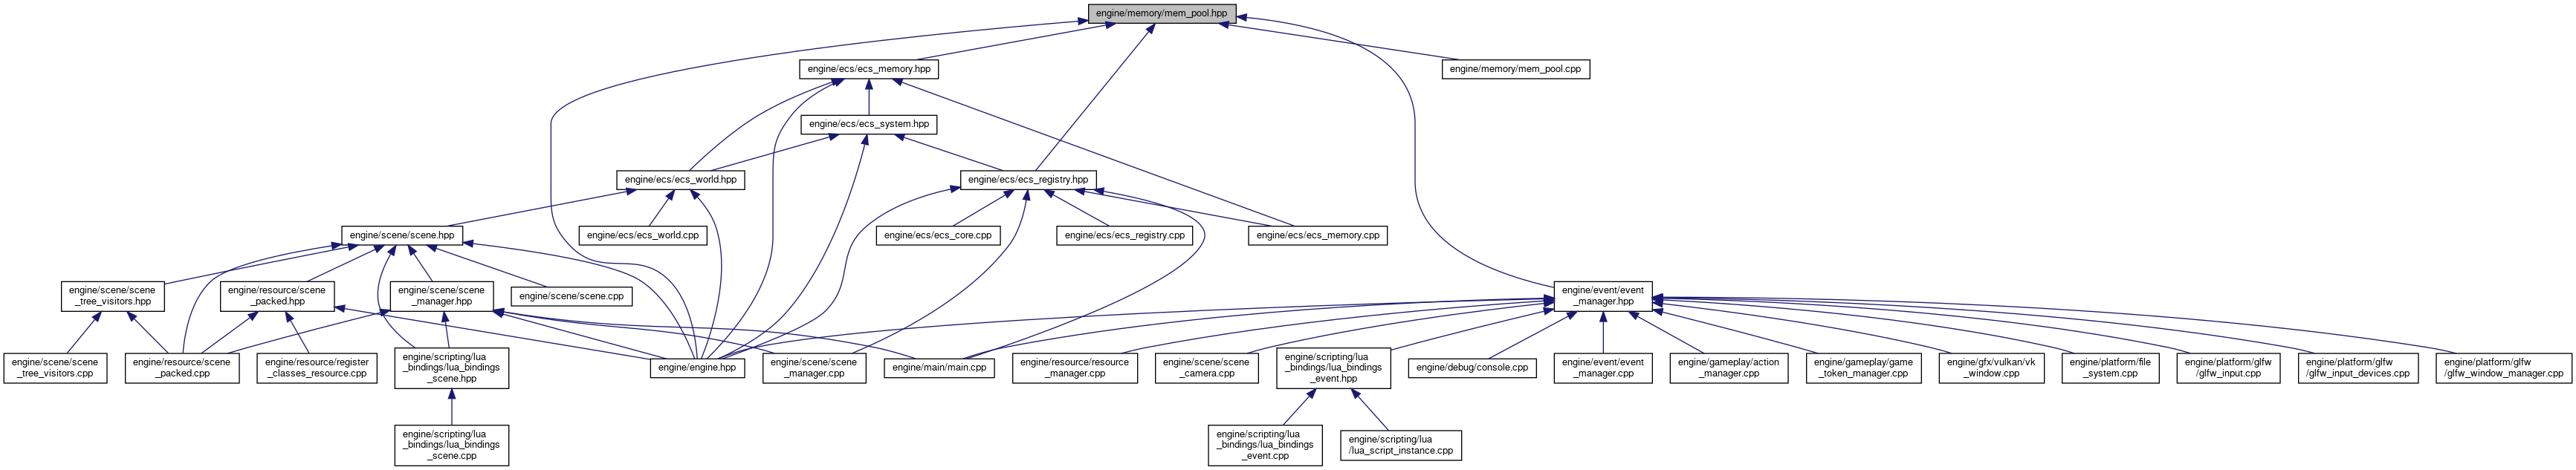 engine/memory/mem_pool.hpp
engine/ecs/ecs_memory.hpp
engine/memory/mem_pool.cpp
engine/ecs/ecs_system.hpp
engine/ecs/ecs_world.hpp
engine/ecs/ecs_registry.hpp
engine/scene/scene.hpp
engine/ecs/ecs_world.cpp
engine/ecs/ecs_core.cpp
engine/ecs/ecs_registry.cpp
engine/ecs/ecs_memory.cpp
engine/scene/scene
_tree_visitors.hpp
engine/resource/scene
_packed.hpp
engine/scene/scene
_manager.hpp
engine/scene/scene.cpp
engine/event/event
_manager.hpp
engine/scene/scene
_tree_visitors.cpp
engine/resource/scene
_packed.cpp
engine/resource/register
_classes_resource.cpp
engine/scripting/lua
_bindings/lua_bindings
_scene.hpp
engine/engine.hpp
engine/scene/scene
_manager.cpp
engine/main/main.cpp
engine/resource/resource
_manager.cpp
engine/scene/scene
_camera.cpp
engine/scripting/lua
_bindings/lua_bindings
_event.hpp
engine/debug/console.cpp
engine/event/event
_manager.cpp
engine/gameplay/action
_manager.cpp
engine/gameplay/game
_token_manager.cpp
engine/gfx/vulkan/vk
_window.cpp
engine/platform/file
_system.cpp
engine/platform/glfw
/glfw_input.cpp
engine/platform/glfw
/glfw_input_devices.cpp
engine/platform/glfw
/glfw_window_manager.cpp
engine/scripting/lua
_bindings/lua_bindings
_scene.cpp
engine/scripting/lua
_bindings/lua_bindings
_event.cpp
engine/scripting/lua
/lua_script_instance.cpp